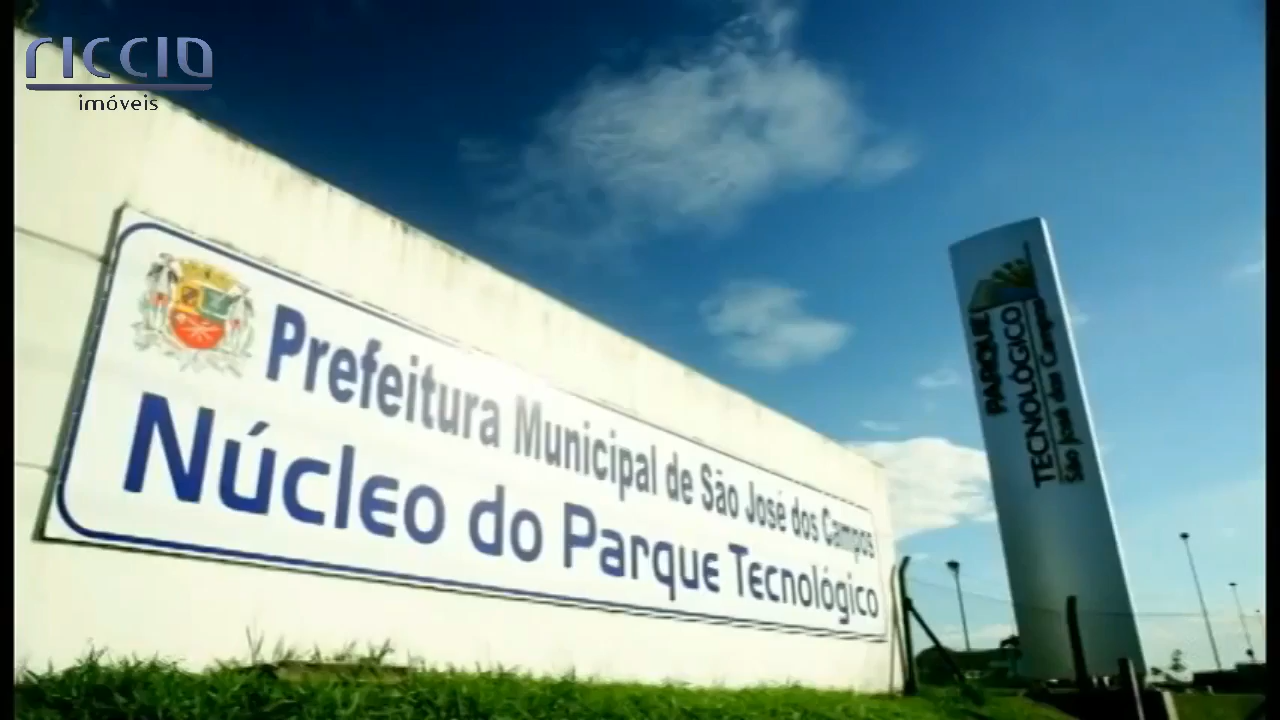 riccio
imóveis
Prefeitura Municipal de São José dos Campos
Núcleo do Parque Tecnológico
PARQUE
TECNOLÓGICO
São José dos Campos